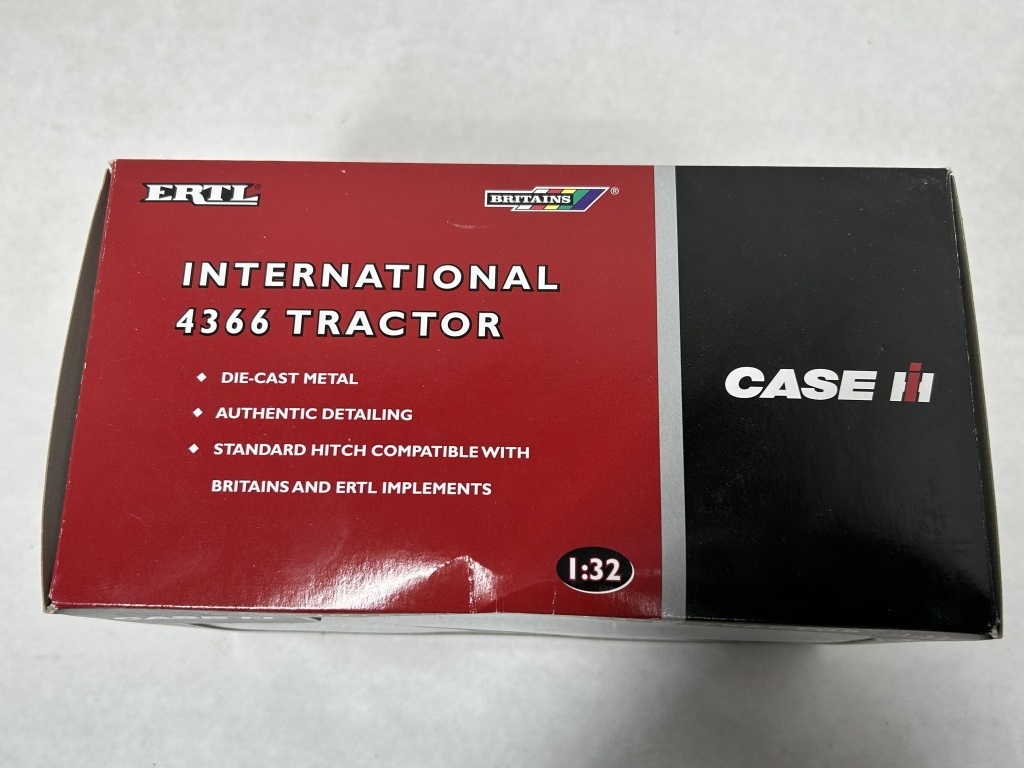 ERTL®
BRITAINS®
INTERNATIONAL
4366 TRACTOR
◆ DIE-CAST METAL
◆ AUTHENTIC DETAILING
◆ STANDARD HITCH COMPATIBLE WITH
BRITAINS AND ERTL IMPLEMENTS
CASE IH
1:32